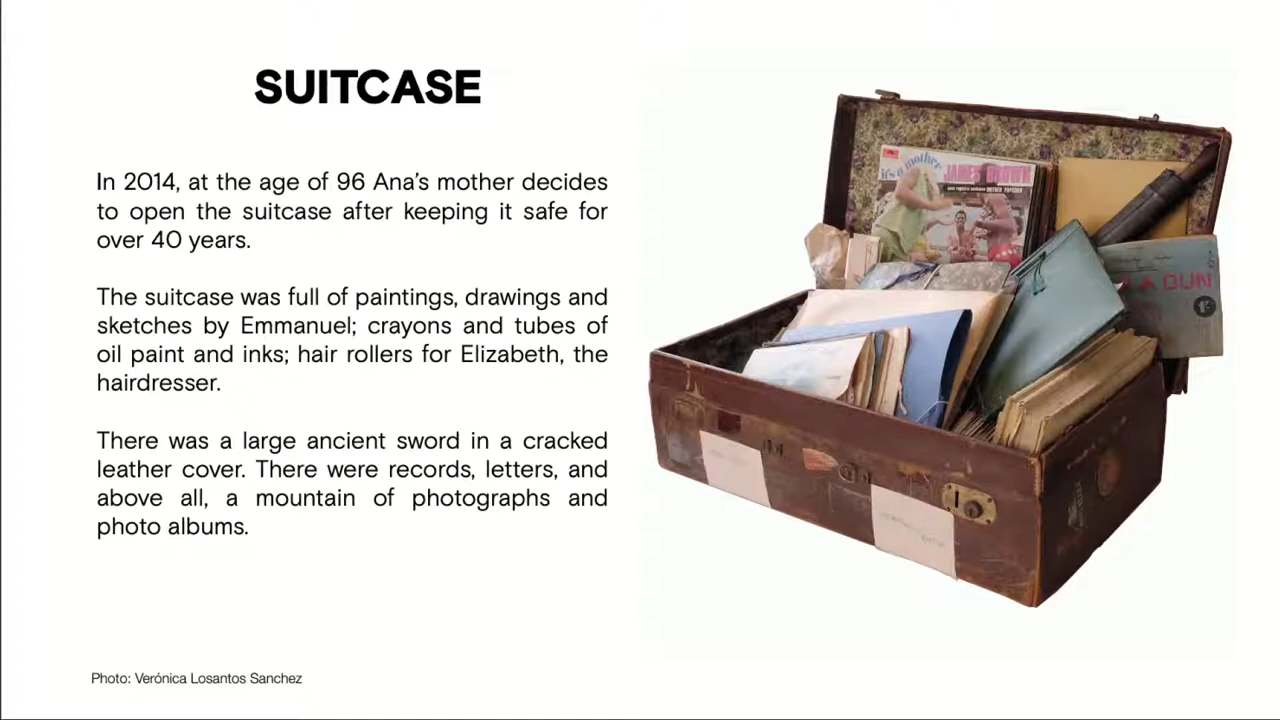 SUITCASE
In 2014, at the age of 96 Ana's mother decides
to open the suitcase after keeping it safe for
over 40 years.
The suitcase was full of paintings, drawings and
sketches by Emmanuel; crayons and tubes of
oil paint and inks; hair rollers for Elizabeth, the
hairdresser.
There was a large ancient sword in a cracked
leather cover. There were records, letters, and
above all, a mountain of photographs and
photo albums.
Photo: Verónica Losantos Sanchez
it's a mother
JAMES BROWN
MOTHER POPCORN
A GUN